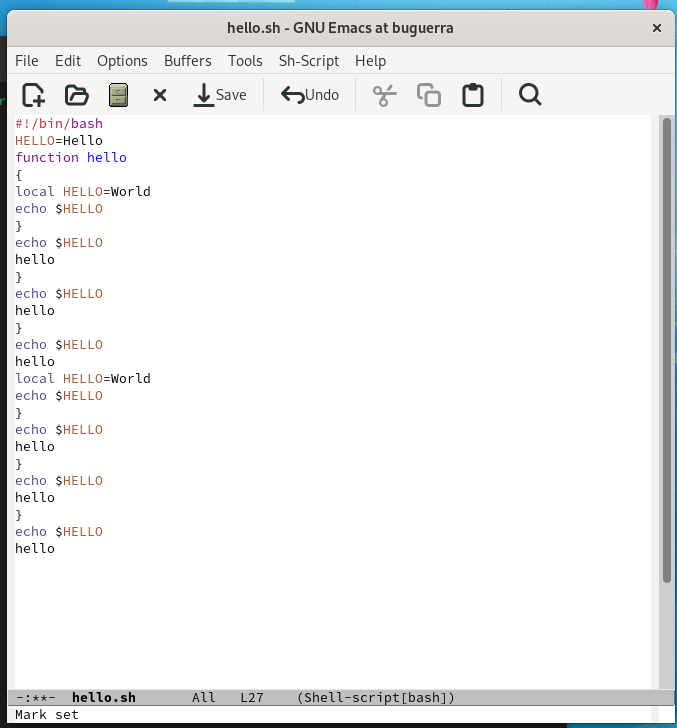 hello.sh - GNU Emacs at buguerra
File Edit Options Buffers Tools Sh-Script Help
Save Undo
#!/bin/bash
HELLO=Hello
function hello
{
local HELLO=World
echo $HELLO
}
echo $HELLO
hello
}
echo $HELLO
hello
}
echo $HELLO
hello
local HELLO=World
echo $HELLO
}
echo $HELLO
hello
}
echo $HELLO
hello
}
echo $HELLO
hello
-:**- hello.sh All L27 (Shell-script[bash])
Mark set